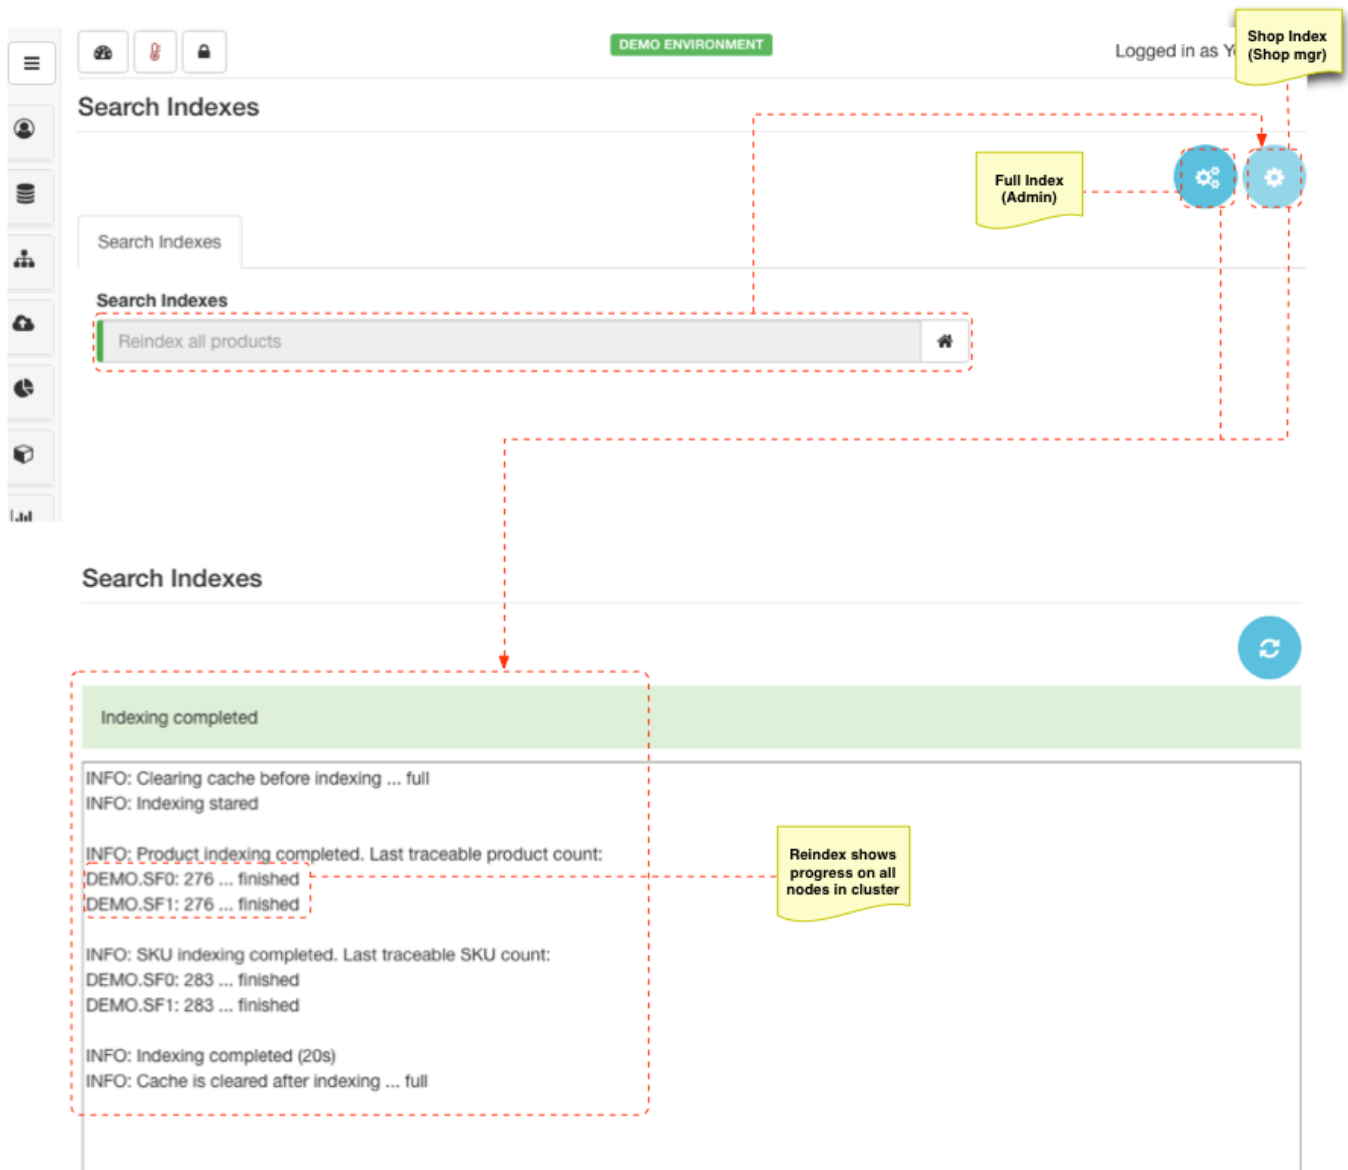 DEMO ENVIRONMENT
Logged in as
Shop Index
(Shop mgr)
Search Indexes
Full Index
(Admin)
Search Indexes
Search Indexes
Reindex all products
Search Indexes
Indexing completed
INFO: Clearing cache before indexing ... full
INFO: Indexing stared
INFO: Product indexing completed. Last traceable product count:
DEMO.SF0: 276 ... finished
DEMO.SF1: 276 ... finished
Reindex shows
progress on all
nodes in cluster
INFO: SKU indexing completed. Last traceable SKU count:
DEMO.SF0: 283 ... finished
DEMO.SF1: 283 ... finished
INFO: Indexing completed (20s)
INFO: Cache is cleared after indexing ... full